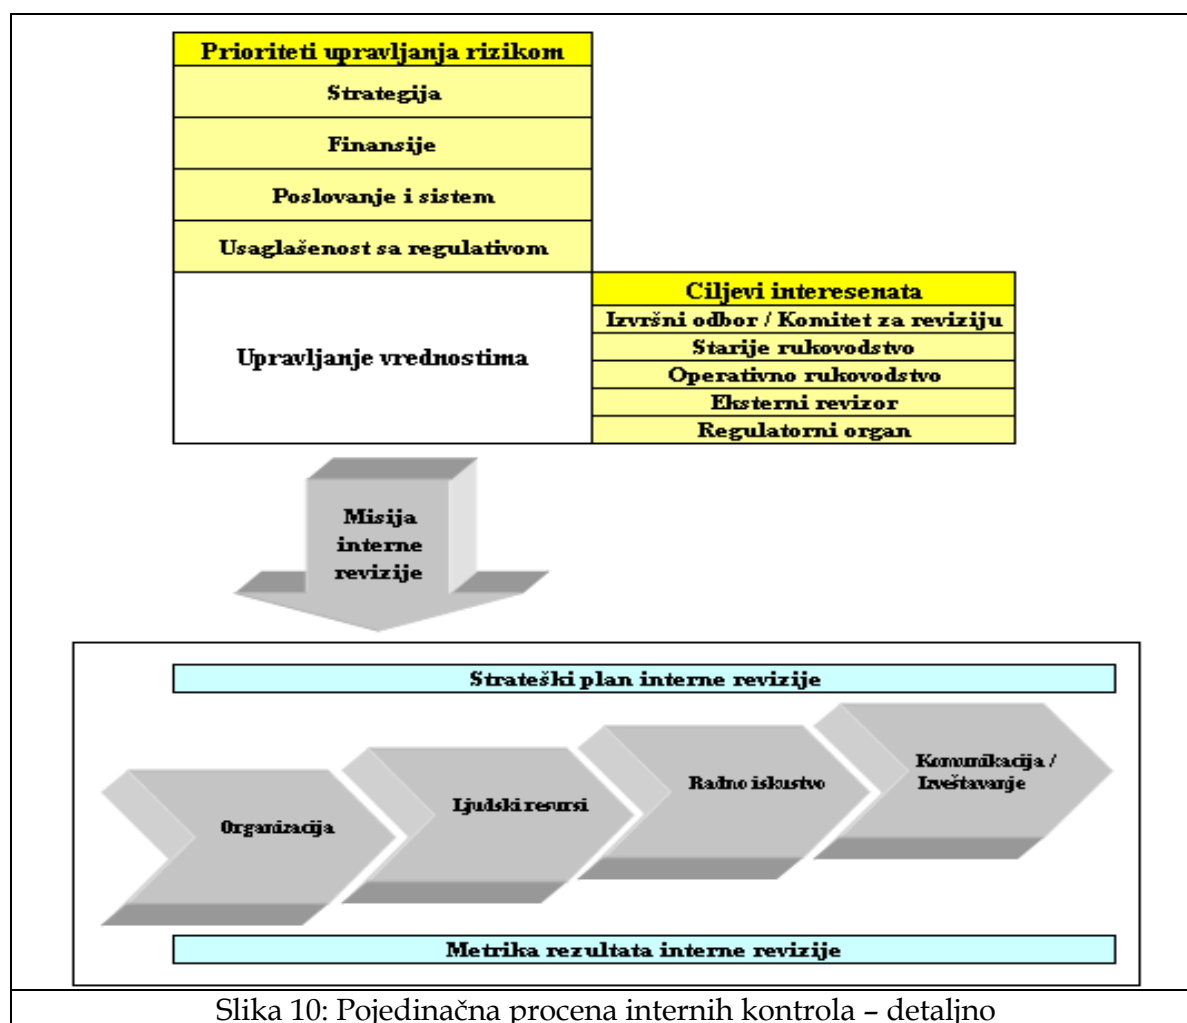 Prioriteti upravljanja rizikom
Strategija
Finansije
Poslovanje i sistem
Usaglašenost sa regulativom
Upravljanje vrednostima
Ciljevi interesenata
Izvršni odbor / Komitet za reviziju
Starije rukovodstvo
Operativno rukovodstvo
Eksterni revizor
Regulatorni organ
Misija
interne
revizije
Strateški plan interne revizije
Organizacija
Ljudski resursi
Radno iskustvo
Komunikacija /
Izveštavanje
Metrika rezultata interne revizije
Slika 10: Pojedinačna procena internih kontrola – detaljno